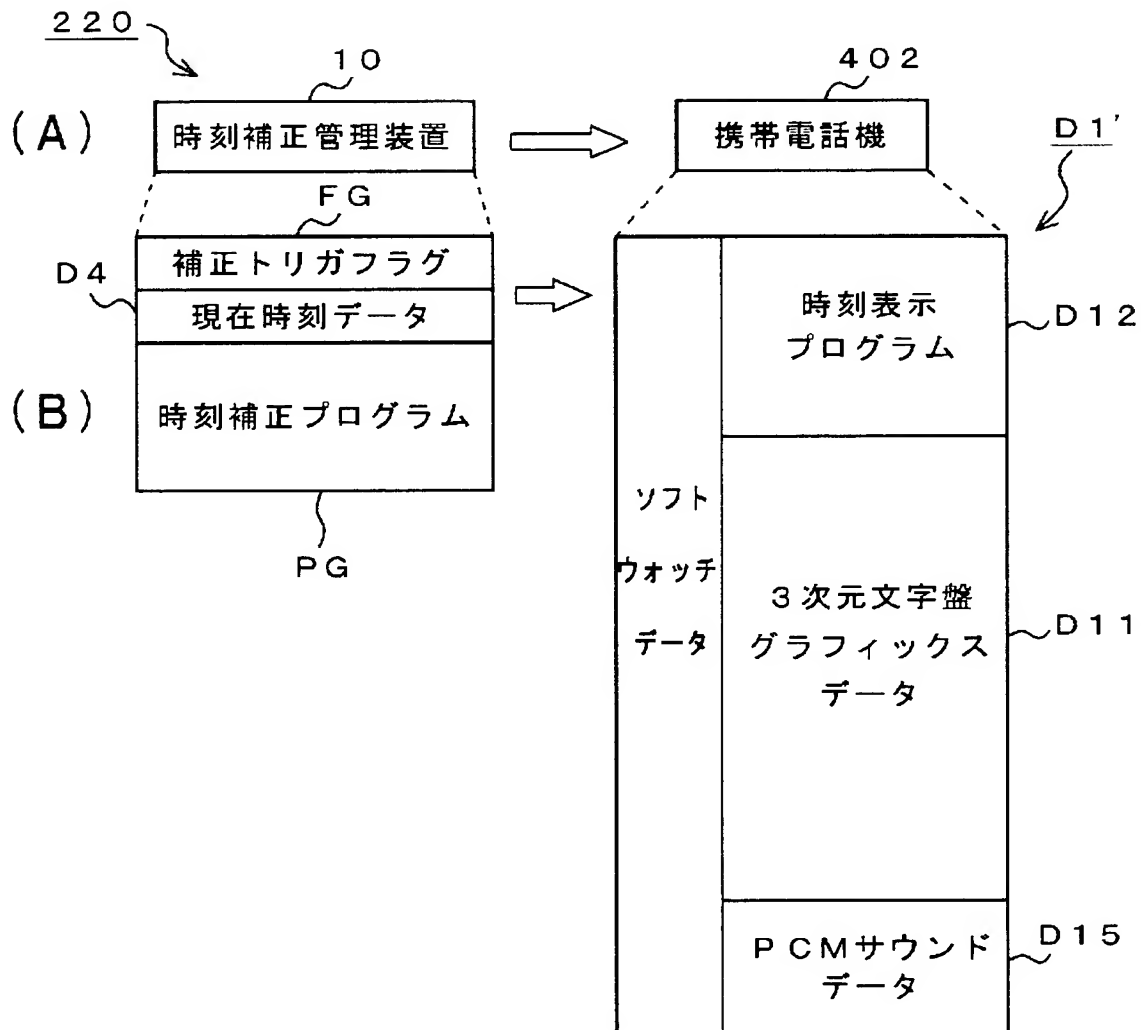 220
10
402
(A)
時刻補正管理装置
携帯電話機
D1'
FG
D4
補正トリガフラグ
現在時刻データ
時刻表示
プログラム
D12
(B)
時刻補正プログラム
PG
ソフト
ウォッチ
データ
3次元文字盤
グラフィックス
データ
D11
PCMサウンド
データ
D15